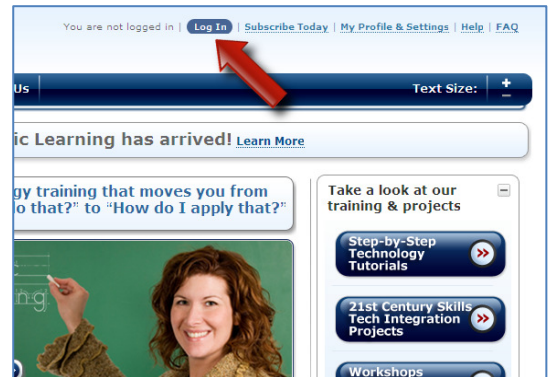 You are not logged in | Log In | Subscribe Today | My Profile & Settings | Help | FAQ
Us
Text Size: + −
ic Learning has arrived! Learn More
gy training that moves you from
o that?” to “How do I apply that?”
Take a look at our
training & projects
Step-by-Step
Technology
Tutorials
21st Century Skills
Tech Integration
Projects
Workshops
ng